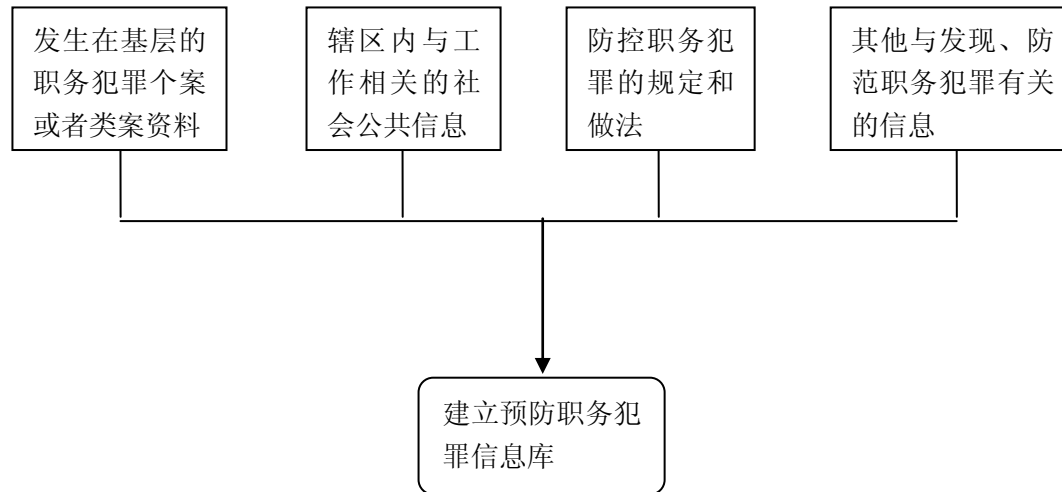 发生在基层的
职务犯罪个案
或者类案资料
辖区内与工
作相关的社
会公共信息
防控职务犯
罪的规定和
做法
其他与发现、防
范职务犯罪有关
的信息
建立预防职务犯
罪信息库